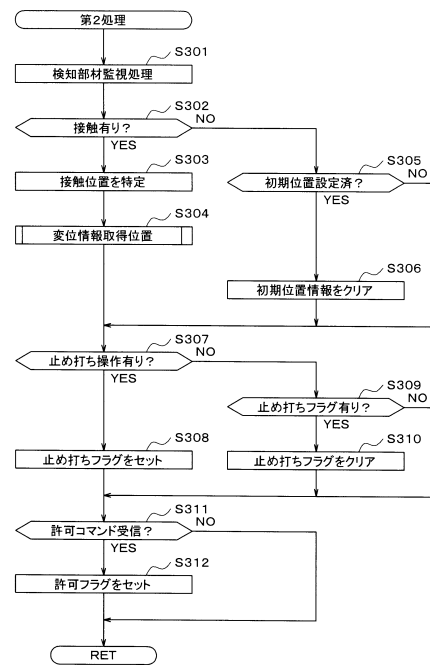 第2処理
S301
検知部材監視処理
S302
接触有り？
NO
YES
S303
接触位置を特定
S305
初期位置設定済？
NO
YES
S304
変位情報取得位置
S306
初期位置情報をクリア
S307
止め打ち操作有り？
NO
YES
S309
止め打ちフラグ有り？
NO
YES
S308
止め打ちフラグをセット
S310
止め打ちフラグをクリア
S311
許可コマンド受信？
NO
YES
S312
許可フラグをセット
RET